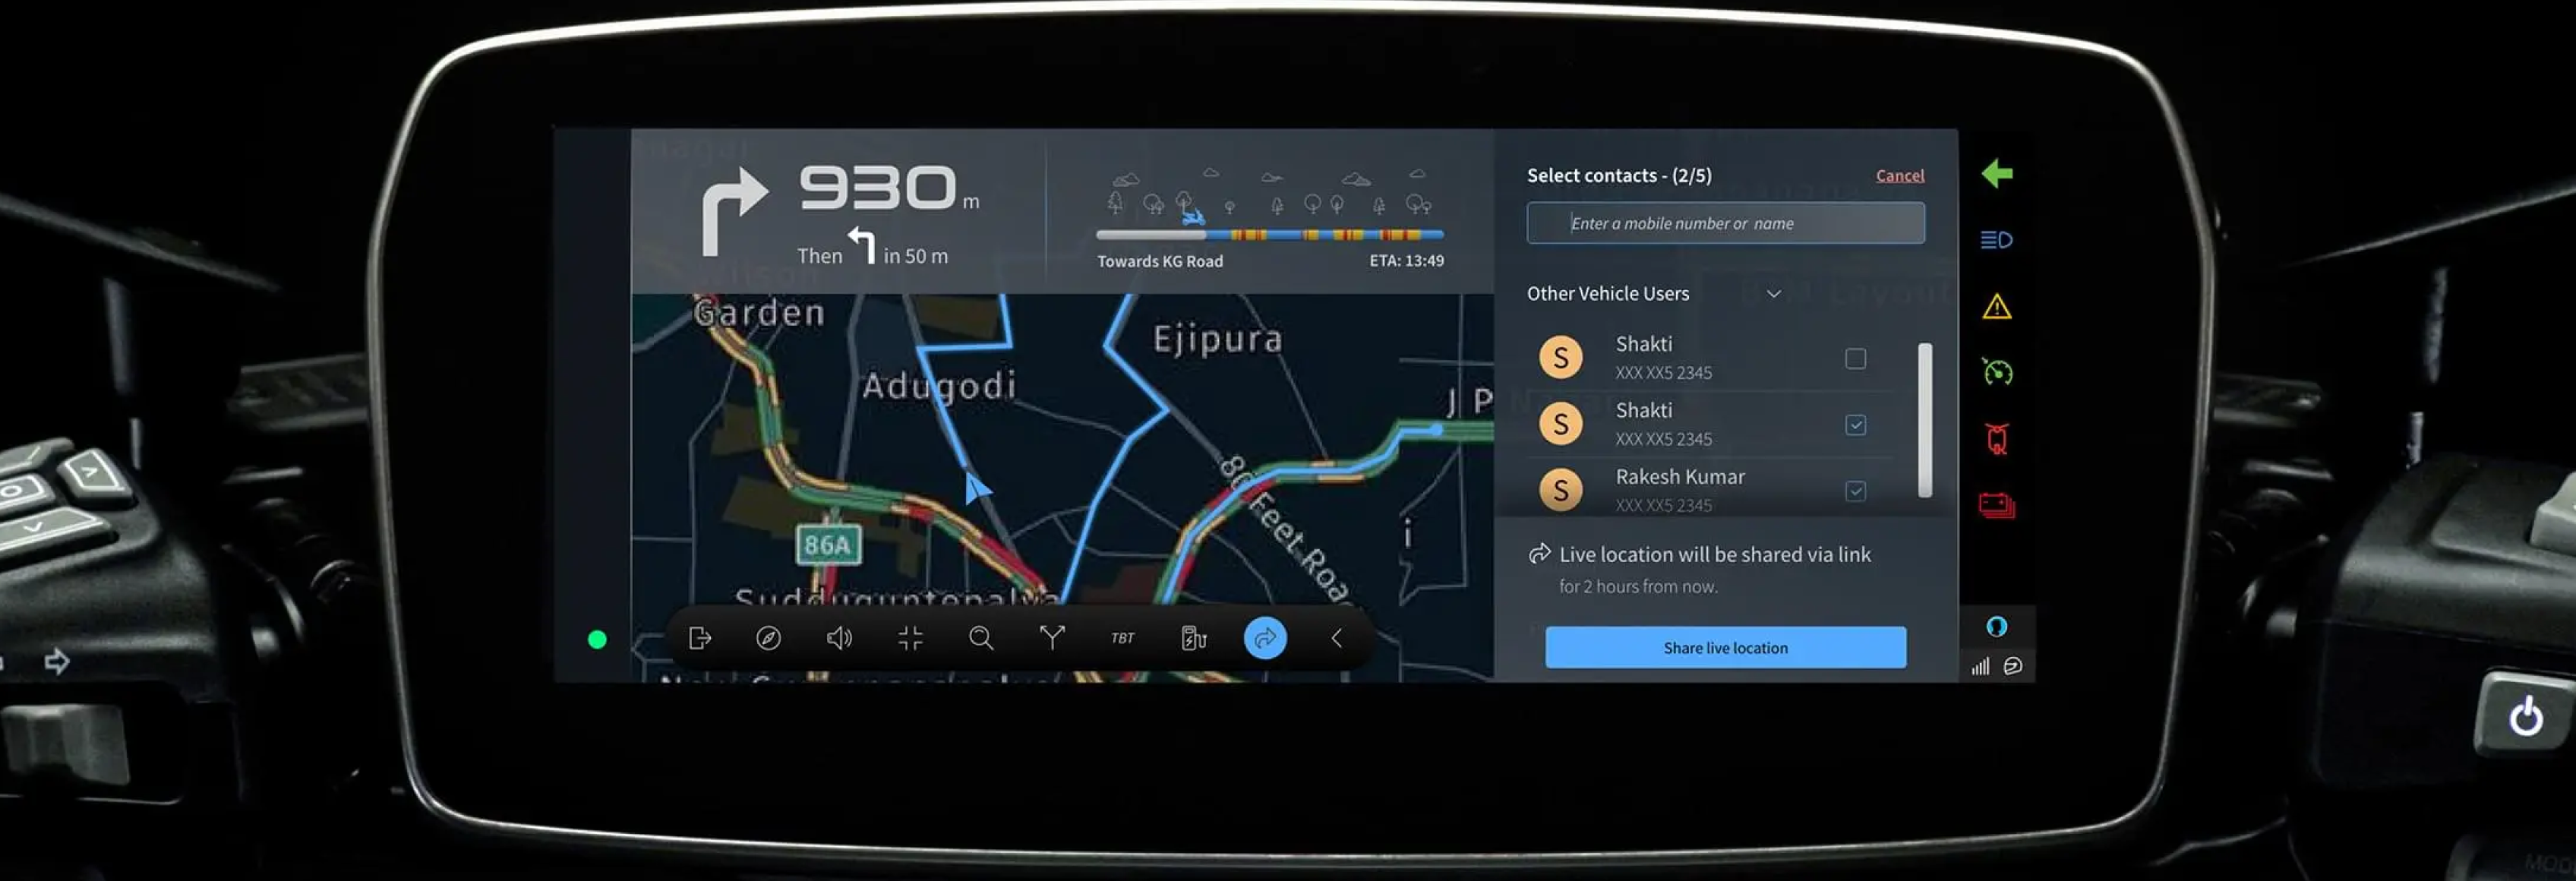 930 m
Then in 50 m
Towards KG Road
ETA: 13:49
Garden
Adugodi
Ejipura
J P
80 Feet Road
i
86A
Sudduguntepalya
TBT
Select contacts - (2/5)
Cancel
Enter a mobile number or name
Other Vehicle Users
S
Shakti
XXX XX5 2345
S
Shakti
XXX XX5 2345
S
Rakesh Kumar
XXX XX5 2345
Live location will be shared via link
for 2 hours from now.
Share live location